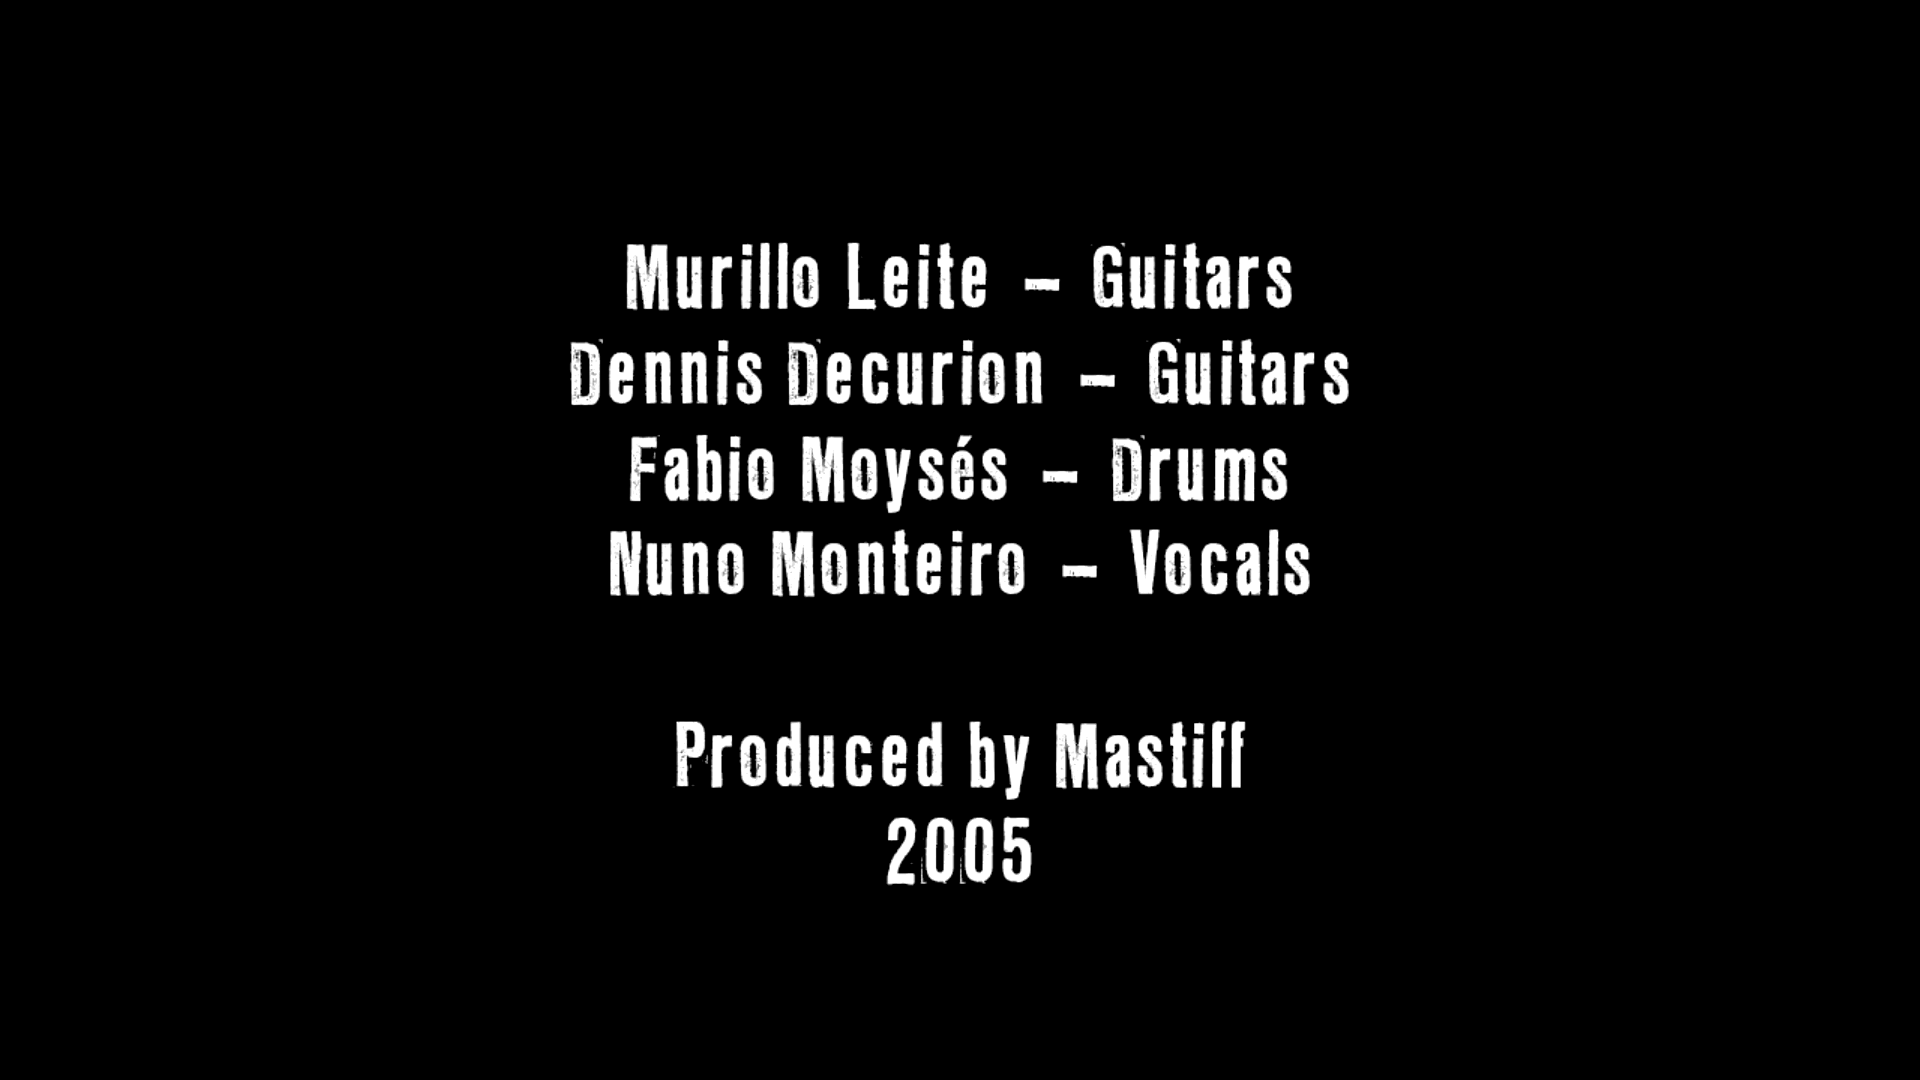 Murillo Leite – Guitars
Dennis Decurion – Guitars
Fabio Moysés – Drums
Nuno Monteiro – Vocals
Produced by Mastiff
2005